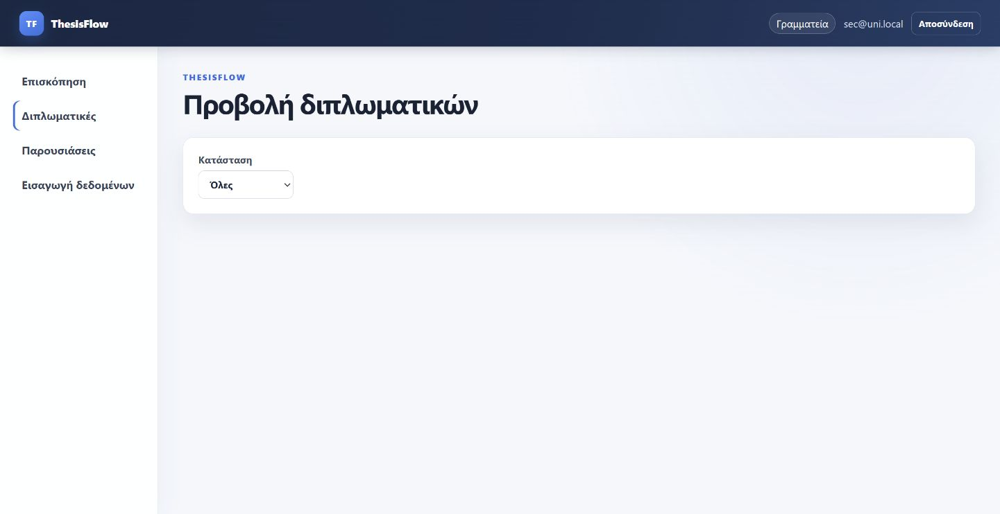 TF ThesisFlow Γραμματεία sec@uni.local Αποσύνδεση
Επισκόπηση
Διπλωματικές
Παρουσιάσεις
Εισαγωγή δεδομένων
THESISFLOW
Προβολή διπλωματικών
Κατάσταση
Όλες